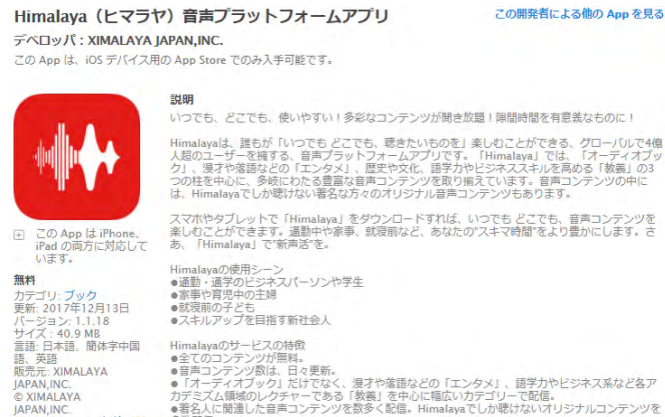 Himalaya（ヒマラヤ）音声プラットフォームアプリ
この開発者による他の App を見る
デベロッパ：XIMALAYA JAPAN,INC.
この App は、iOS デバイス用の App Store でのみ入手可能です。
説明
いつでも、どこでも、使いやすい！多彩なコンテンツが聞き放題！隙間時間を有意義なものに！
Himalayaは、誰もが「いつでも どこでも、聴きたいものを」楽しむことができる、グローバルで4億
人超のユーザーを擁する、音声プラットフォームアプリです。「Himalaya」では、「オーディオブッ
ク」、漫才や落語などの「エンタメ」、歴史や文化、語学力やビジネススキルを高める「教養」の3
つの柱を中心に、多岐にわたる豊富な音声コンテンツを取り揃えています。音声コンテンツの中に
は、Himalayaでしか聴けない著名な方々のオリジナル音声コンテンツもあります。
スマホやタブレットで「Himalaya」をダウンロードすれば、いつでも どこでも、音声コンテンツを
楽しむことができます。通勤中や家事、就寝前など、あなたの"スキマ時間"をより豊かにします。さ
あ、「Himalaya」で"新声活"を。
Himalayaの使用シーン
●通勤・通学のビジネスパーソンや学生
●家事や育児中の主婦
●就寝前の子ども
●スキルアップを目指す新社会人
Himalayaのサービスの特徴
●全てのコンテンツが無料。
●音声コンテンツ数は、日々更新。
●「オーディオブック」だけでなく、漫才や落語などの「エンタメ」、語学力やビジネス系など各ア
カデミズム領域のレクチャーである「教養」を中心に幅広いカテゴリーで配信。
●著名人に関連した音声コンテンツを数多く配信。Himalayaでしか聴けないオリジナルコンテンツを
この App は iPhone、
iPad の両方に対応して
います。
無料
カテゴリ: ブック
更新: 2017年12月13日
バージョン: 1.1.18
サイズ：40.9 MB
言語: 日本語、簡体字中国
語、英語
販売元: XIMALAYA
JAPAN,INC.
© XIMALAYA
JAPAN,INC.